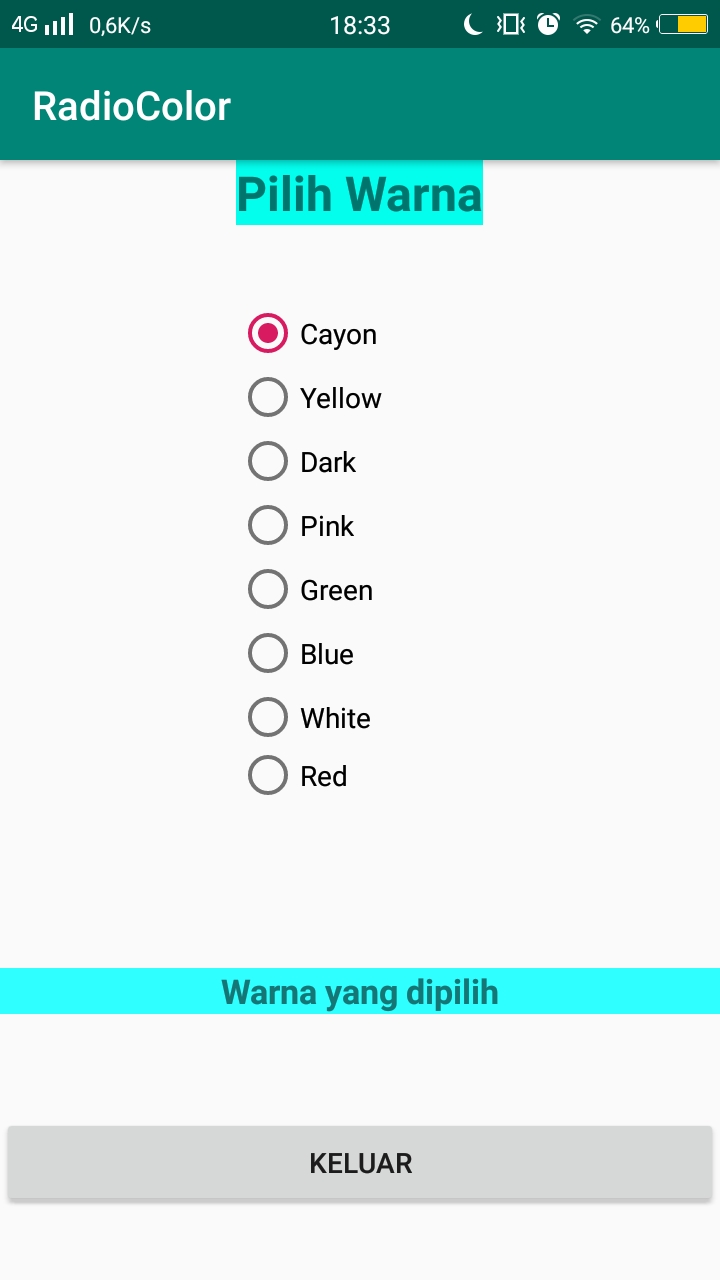 4G 0,6K/s 18:33 64%
RadioColor
Pilih Warna
Cayon
Yellow
Dark
Pink
Green
Blue
White
Red
Warna yang dipilih
KELUAR